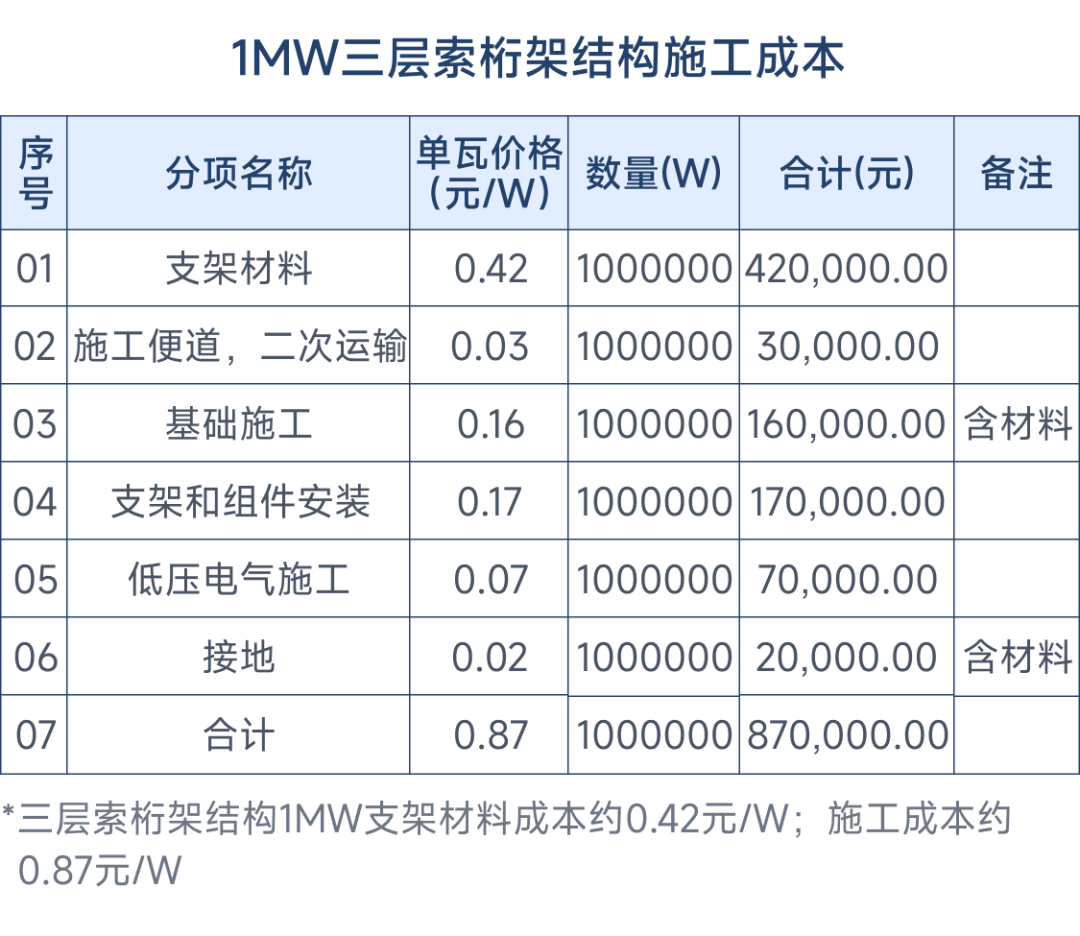 1MW三层索桁架结构施工成本
序号 分项名称 单瓦价格(元/W) 数量(W) 合计(元) 备注
01 支架材料 0.42 1000000 420,000.00
02 施工便道，二次运输 0.03 1000000 30,000.00
03 基础施工 0.16 1000000 160,000.00 含材料
04 支架和组件安装 0.17 1000000 170,000.00
05 低压电气施工 0.07 1000000 70,000.00
06 接地 0.02 1000000 20,000.00 含材料
07 合计 0.87 1000000 870,000.00
*三层索桁架结构1MW支架材料成本约0.42元/W；施工成本约
0.87元/W